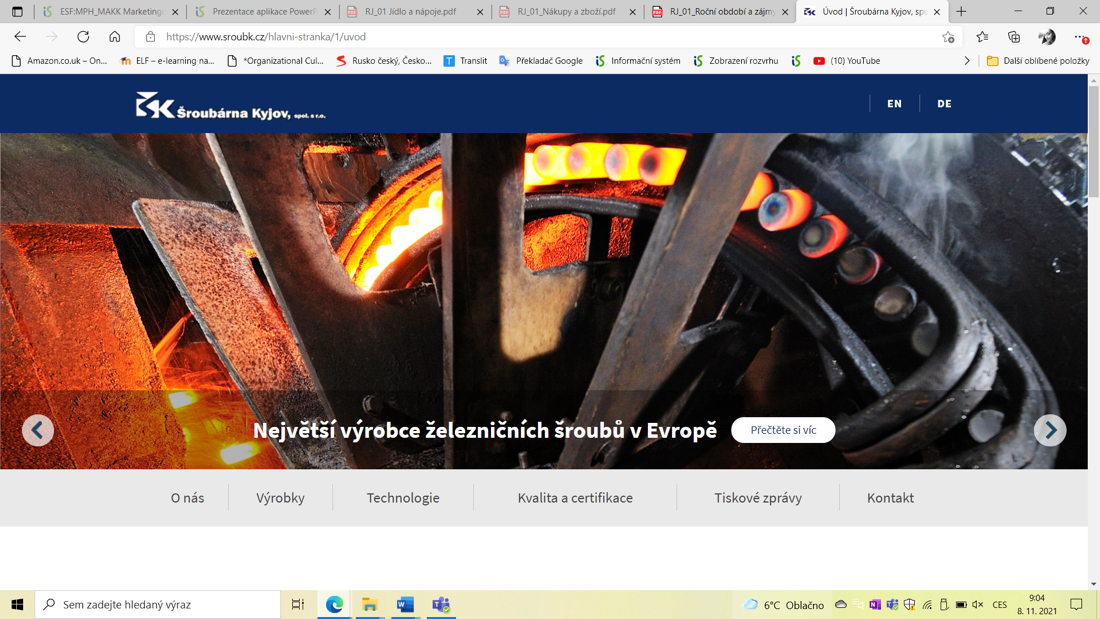 ESF:MPH_MAKK Marketing
Prezentace aplikace PowerP
RJ_01_Jídlo a nápoje.pdf
RJ_01_Nákupy a zboží.pdf
RJ_01_Roční období a zájm
Úvod | Šroubárna Kyjov, spo
https://www.sroubk.cz/hlavni-stranka/1/uvod
Amazon.co.uk – On...
ELF – e-learning na...
*Organizational Cul...
Rusko český, Česko...
Translit
Překladač Google
Informační systém
Zobrazení rozvrhu
(10) YouTube
Další oblíbené položky
Šroubárna Kyjov, spol. s r.o.
EN
DE
Největší výrobce železničních šroubů v Evropě
Přečtěte si víc
O nás
Výrobky
Technologie
Kvalita a certifikace
Tiskové zprávy
Kontakt
Sem zadejte hledaný výraz
6°C Oblačno
CES
9:04
8. 11. 2021